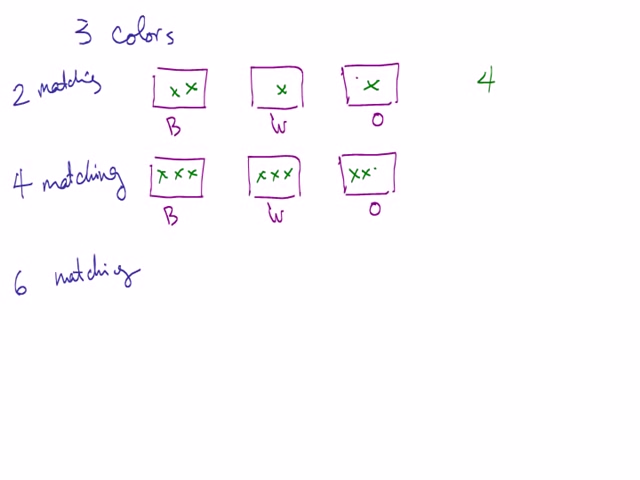 3 colors
2 matching x x x x 4
B W O
4 matching x x x x x x x x
B W O
6 matching